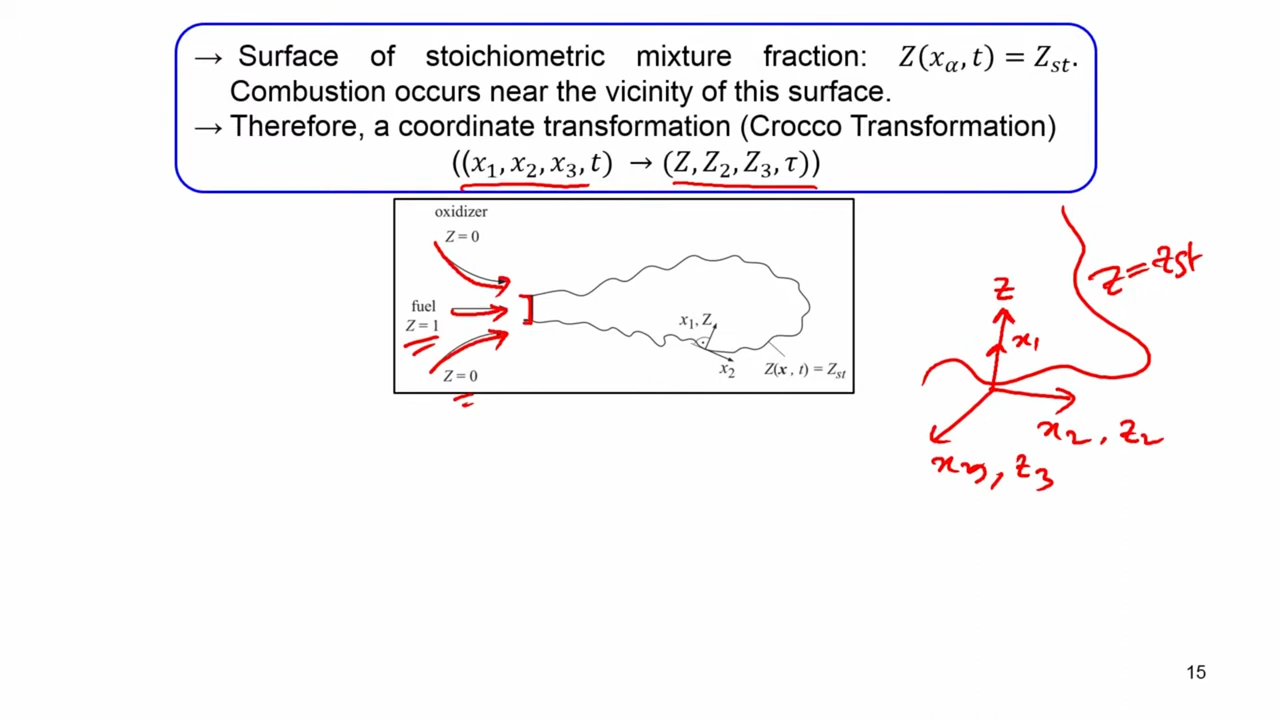 → Surface of stoichiometric mixture fraction: Z(x_α, t) = Z_st.
Combustion occurs near the vicinity of this surface.
→ Therefore, a coordinate transformation (Crocco Transformation)
((x₁, x₂, x₃, t) → (Z, Z₂, Z₃, τ))
oxidizer
Z = 0
fuel
Z = 1
Z = 0
x₁, Z
x₂
Z(x , t) = Z_st
Z = Zst
Z
x₁
x₂ , Z₂
x₃, Z₃
15